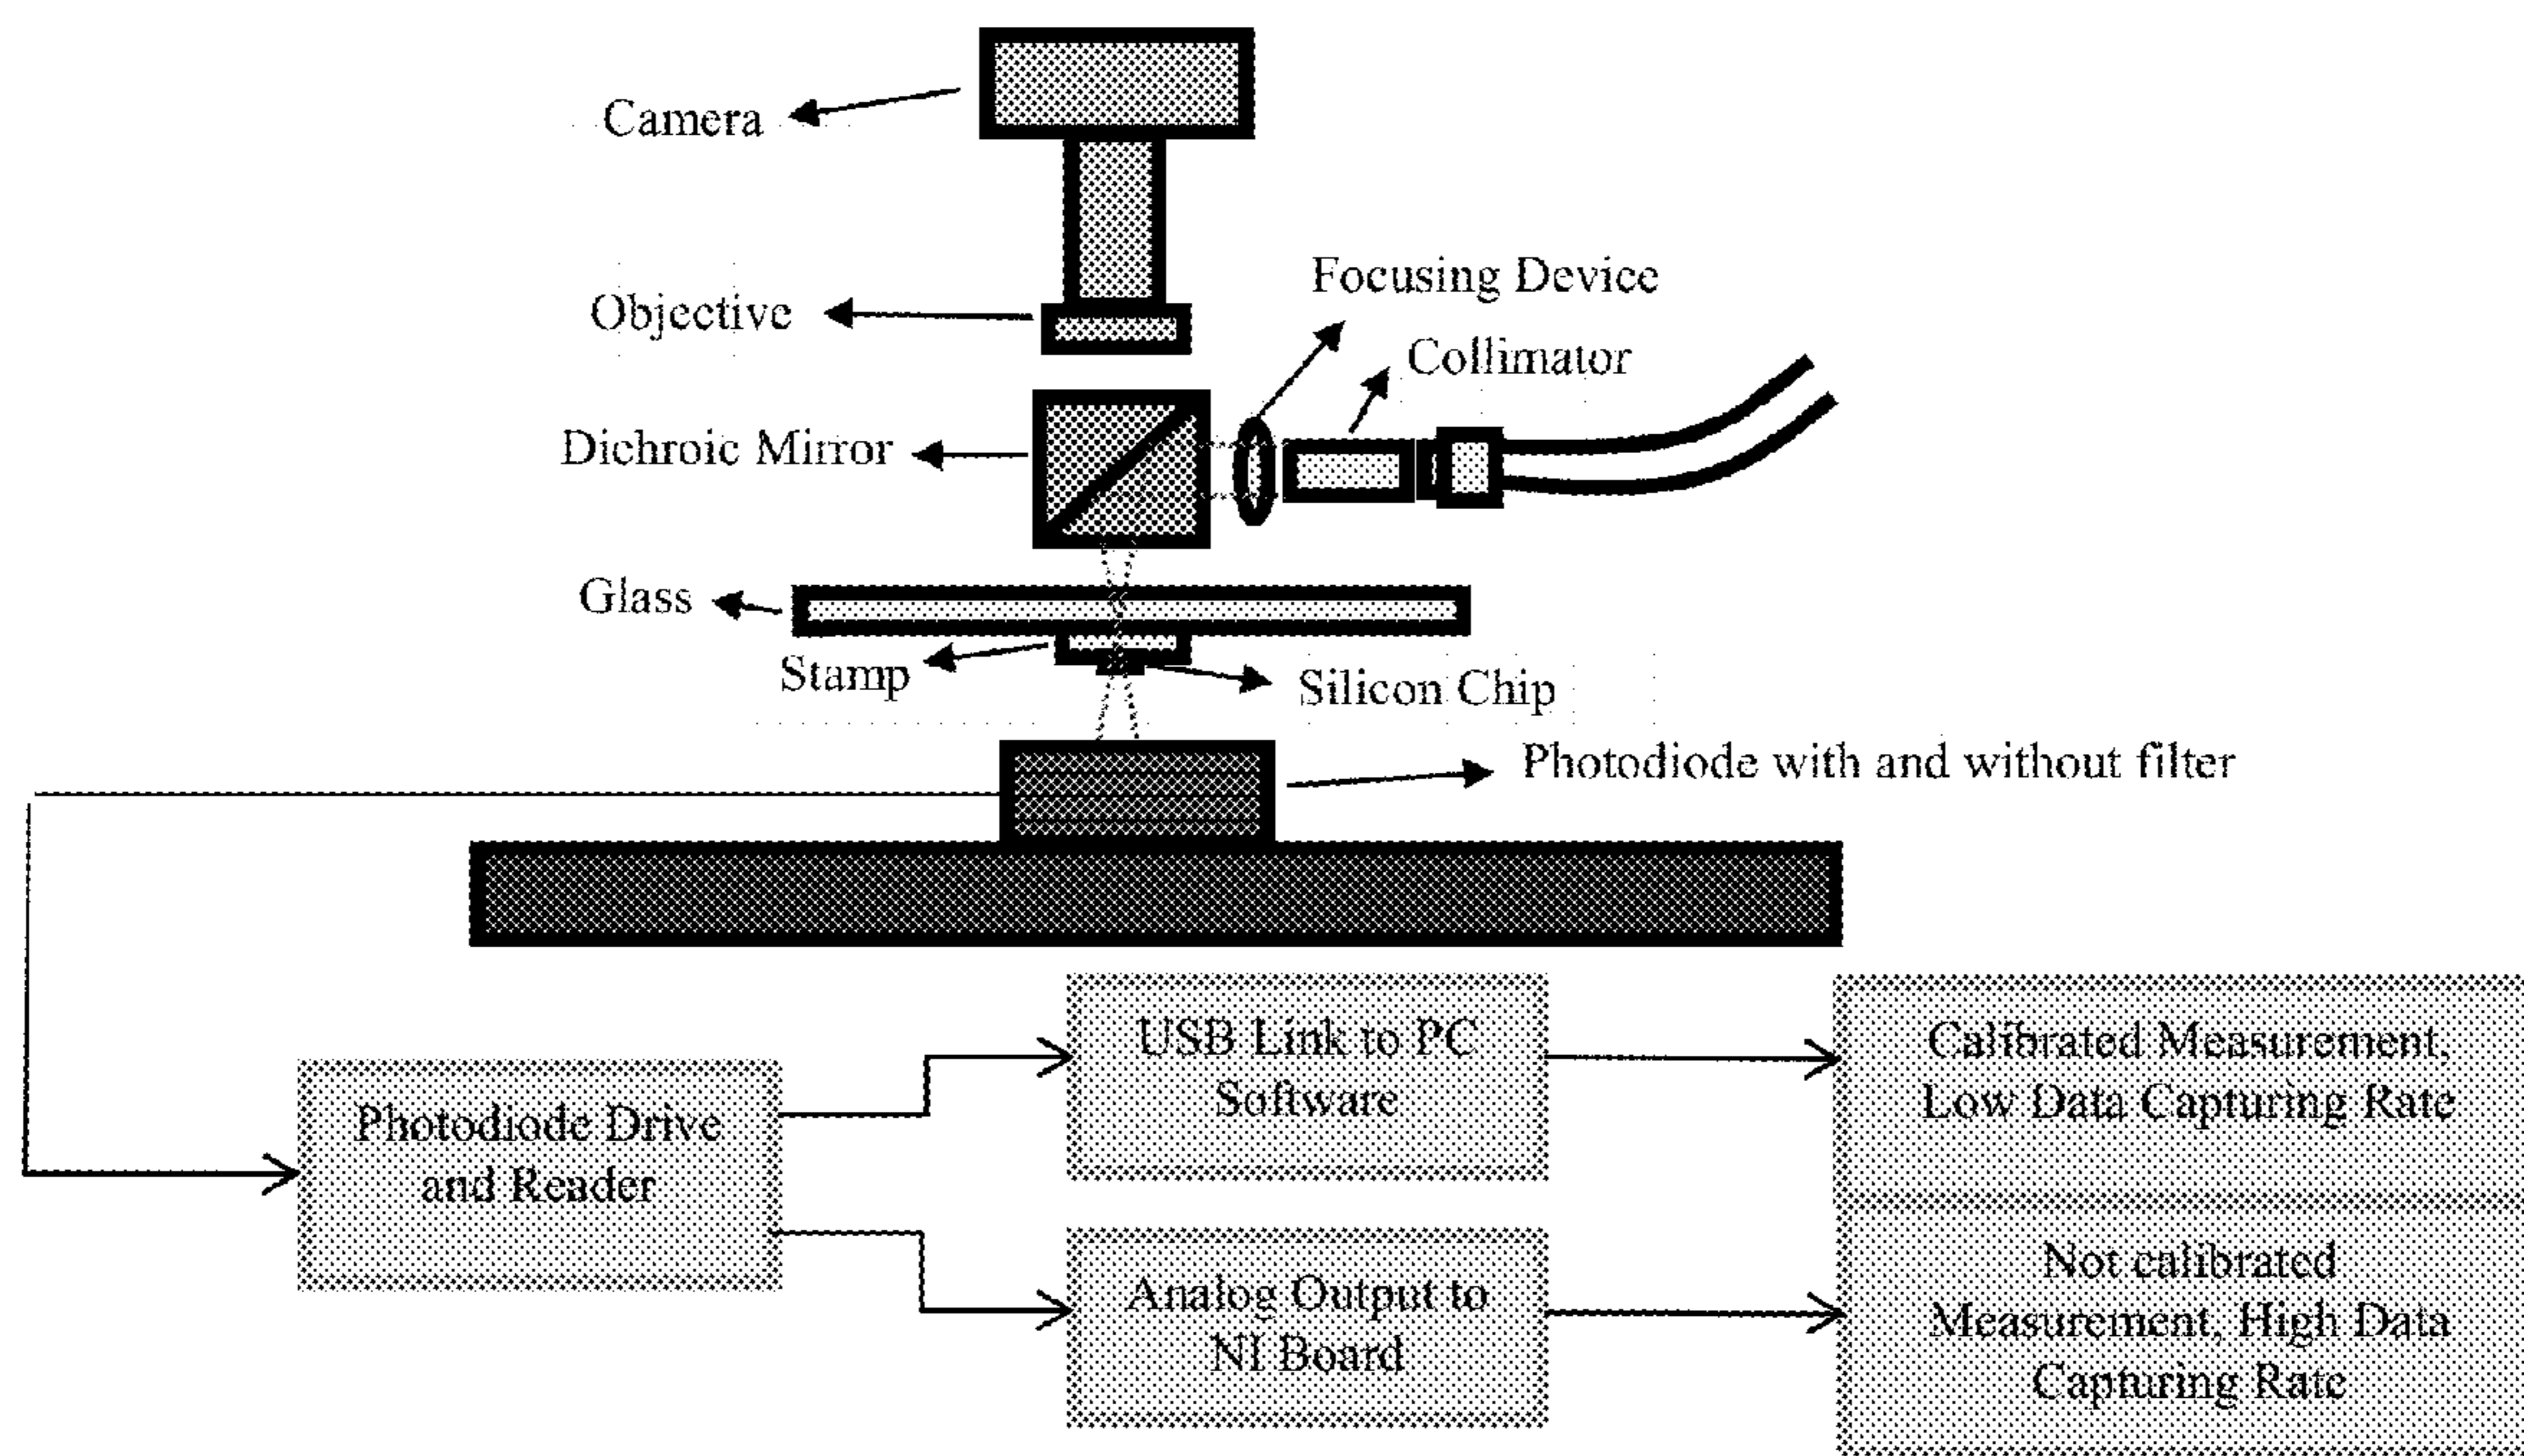 Camera
Objective
Focusing Device
Collimator
Dichroic Mirror
Glass
Stamp
Silicon Chip
Photodiode with and without filter
Photodiode Drive
and Reader
USB Link to PC
Software
Calibrated Measurement,
Low Data Capturing Rate
Analog Output to
NI Board
Not calibrated
Measurement, High Data
Capturing Rate